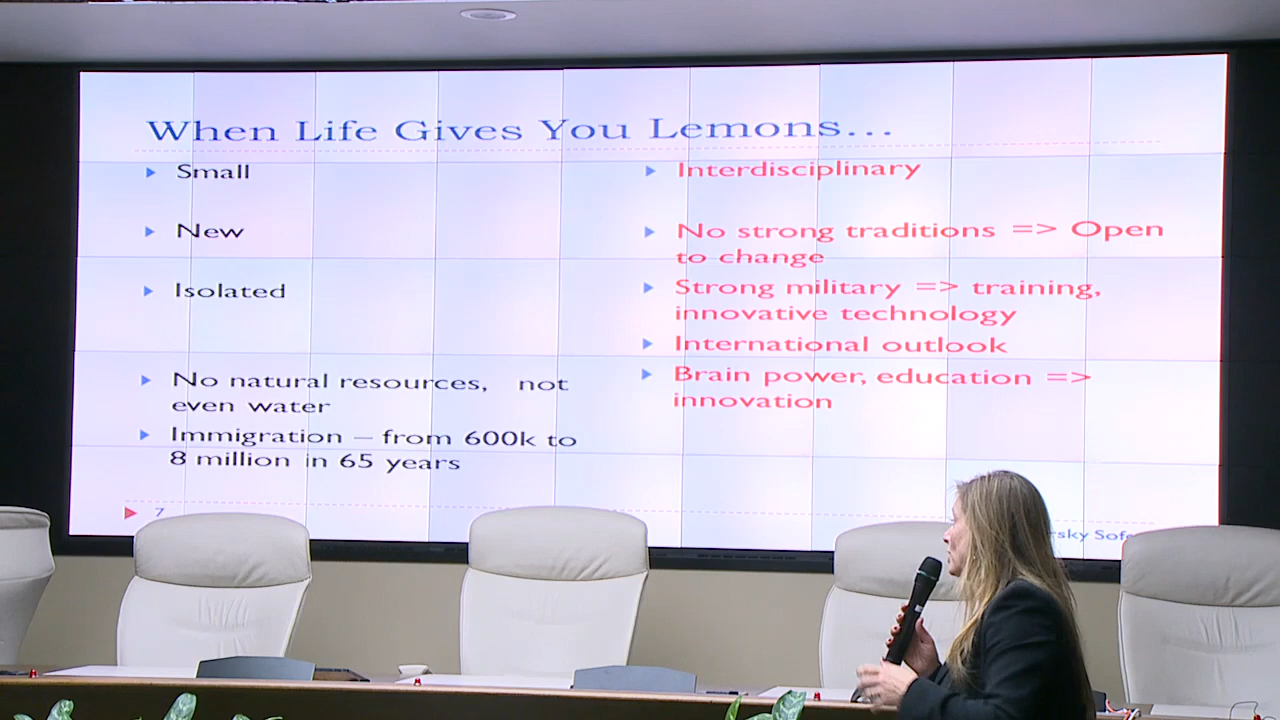 When Life Gives You Lemons...
Small
New
Isolated
No natural resources, not
even water
Immigration – from 600k to
8 million in 65 years
Interdisciplinary
No strong traditions => Open
to change
Strong military => training,
innovative technology
International outlook
Brain power, education =>
innovation
7